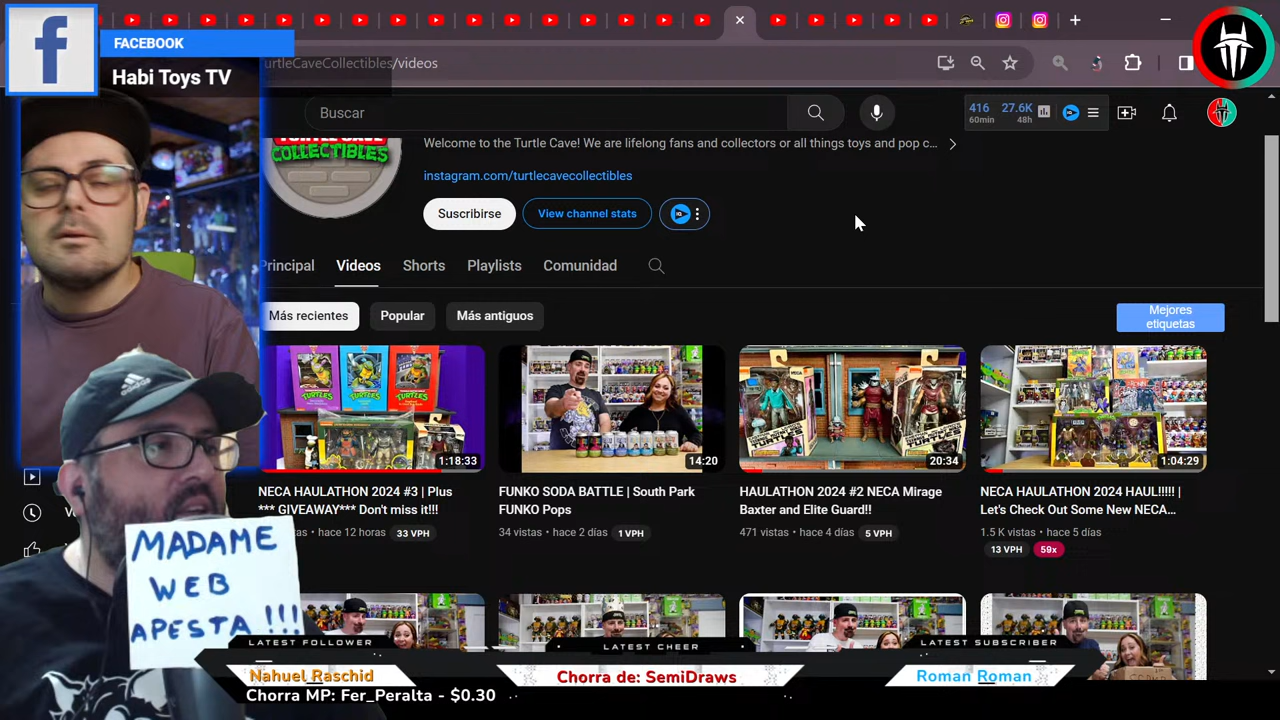 FACEBOOK
Habi Toys TV
urtleCaveCollectibles/videos
Buscar
416
60min
27.6K
48h
COLLECTIBLES
Welcome to the Turtle Cave! We are lifelong fans and collectors or all things toys and pop c...
instagram.com/turtlecavecollectibles
Suscribirse
View channel stats
Principal
Videos
Shorts
Playlists
Comunidad
Más recientes
Popular
Más antiguos
Mejores
etiquetas
1:18:33
14:20
20:34
1:04:29
NECA HAULATHON 2024 #3 | Plus
*** GIVEAWAY*** Don't miss it!!!
hace 12 horas
33 VPH
FUNKO SODA BATTLE | South Park
FUNKO Pops
34 vistas • hace 2 días
1 VPH
HAULATHON 2024 #2 NECA Mirage
Baxter and Elite Guard!!
471 vistas • hace 4 días
5 VPH
NECA HAULATHON 2024 HAUL!!!!! |
Let's Check Out Some New NECA...
1.5 K vistas • hace 5 días
13 VPH
59x
MADAME
WEB
APESTA !!!
LATEST FOLLOWER
Nahuel Raschid
LATEST CHEER
Chorra de: SemiDraws
LATEST SUBSCRIBER
Roman Roman
Chorra MP: Fer_Peralta - $0.30